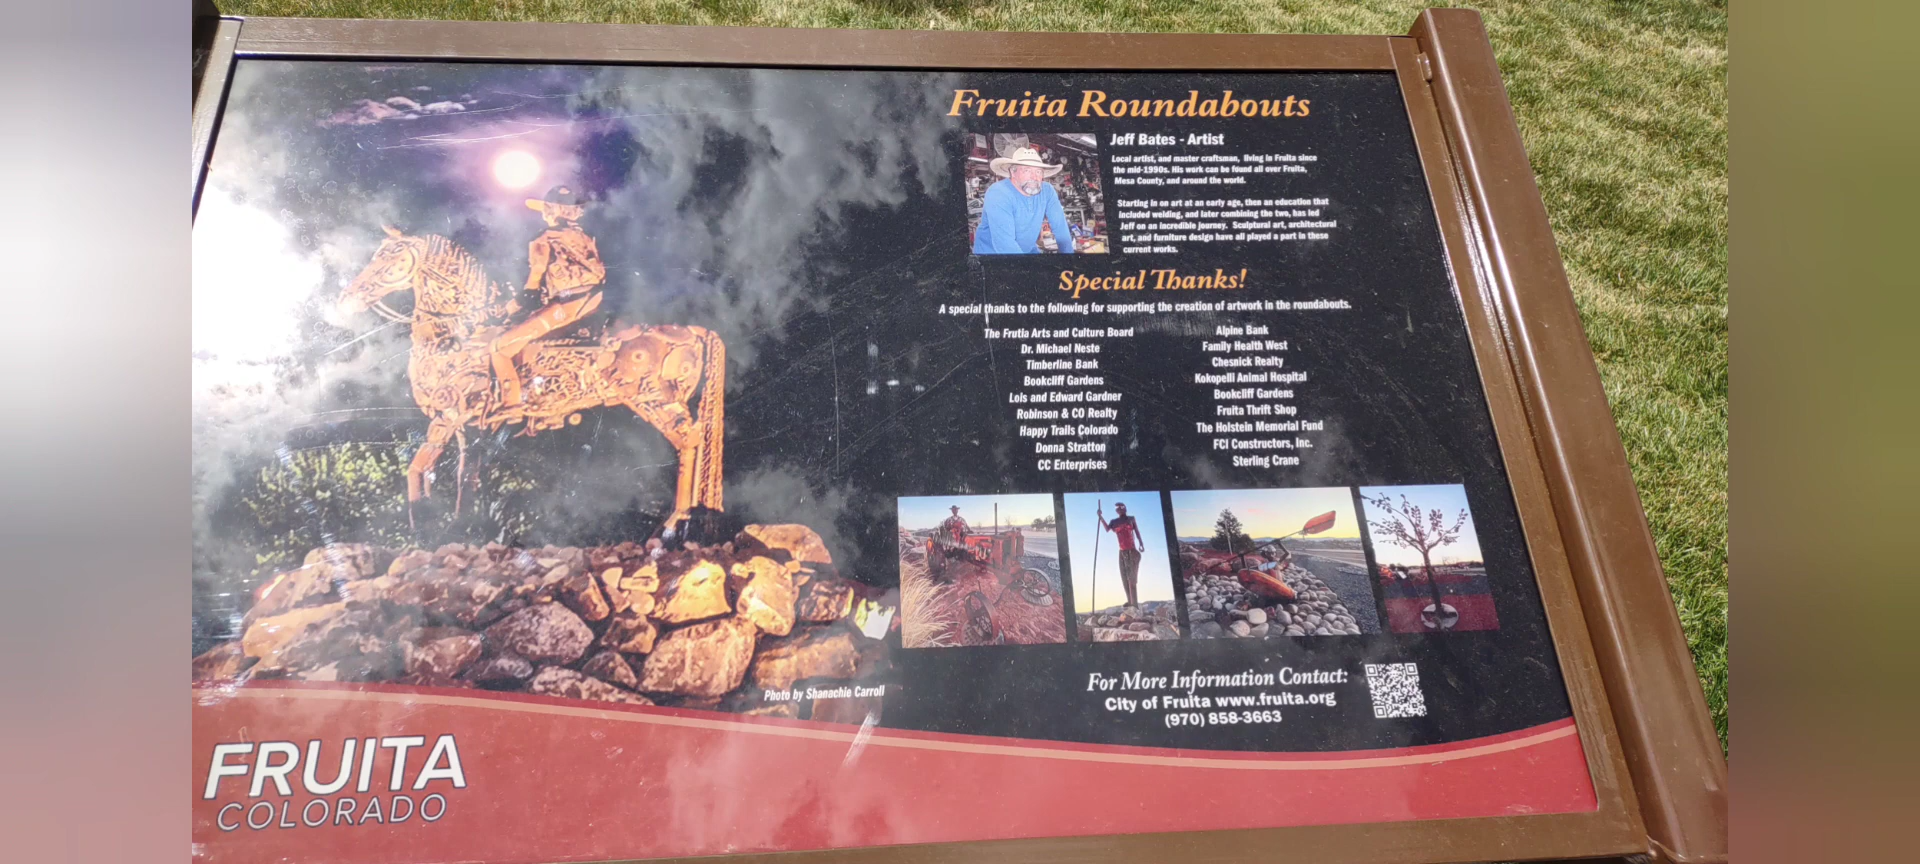 Fruita Roundabouts
Jeff Bates - Artist
Local artist, and master craftsman, living in Fruita since
the mid-1990s. His work can be found all over Fruita,
Mesa County, and around the world.
Starting in on art at an early age, then an education that
included welding, and later combining the two, has led
Jeff on an incredible journey. Sculptural art, architectural
art, and furniture design have all played a part in these
current works.
Special Thanks!
A special thanks to the following for supporting the creation of artwork in the roundabouts.
The Frutia Arts and Culture Board
Dr. Michael Neste
Timberline Bank
Bookcliff Gardens
Lois and Edward Gardner
Robinson & CO Realty
Happy Trails Colorado
Donna Stratton
CC Enterprises
Alpine Bank
Family Health West
Chesnick Realty
Kokopelli Animal Hospital
Bookcliff Gardens
Fruita Thrift Shop
The Holstein Memorial Fund
FCI Constructors, Inc.
Sterling Crane
Photo by Shanachie Carroll
For More Information Contact:
City of Fruita www.fruita.org
(970) 858-3663
FRUITA
COLORADO